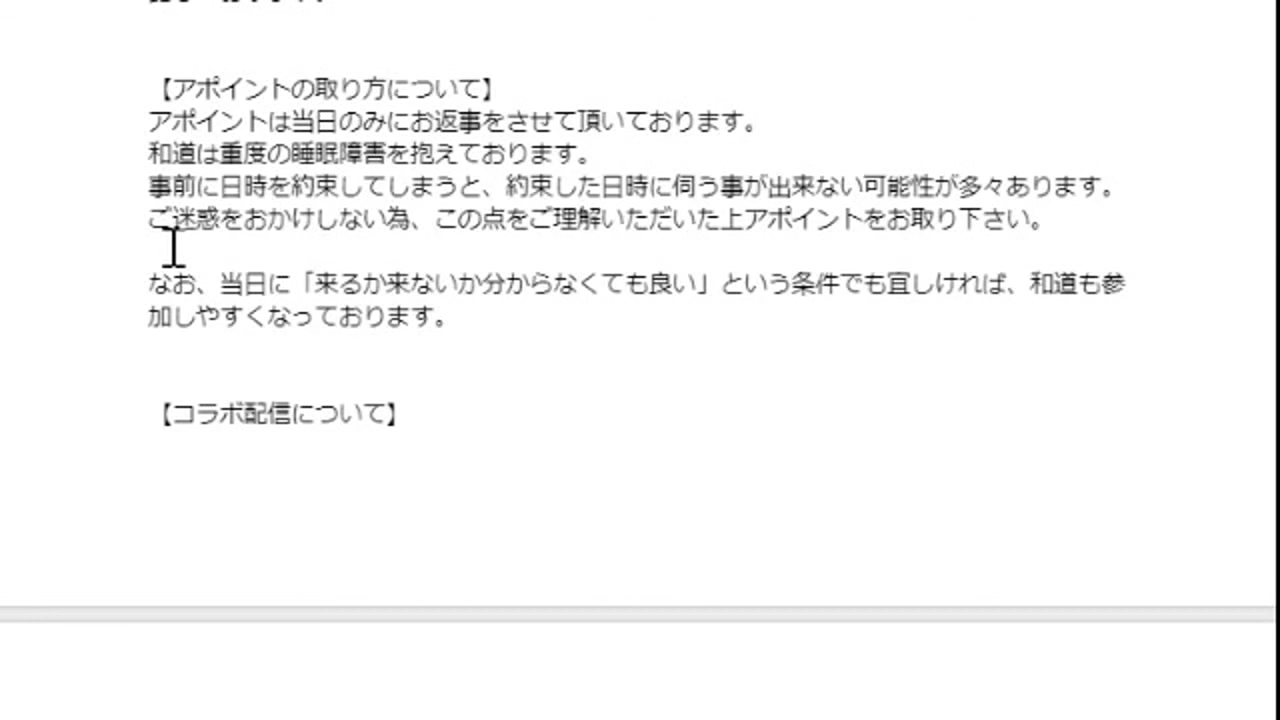 【アポイントの取り方について】
アポイントは当日のみにお返事をさせて頂いております。
和道は重度の睡眠障害を抱えております。
事前に日時を約束してしまうと、約束した日時に伺う事が出来ない可能性が多々あります。
ご迷惑をおかけしない為、この点をご理解いただいた上アポイントをお取り下さい。
なお、当日に「来るか来ないか分からなくても良い」という条件でも宜しければ、和道も参
加しやすくなっております。
【コラボ配信について】